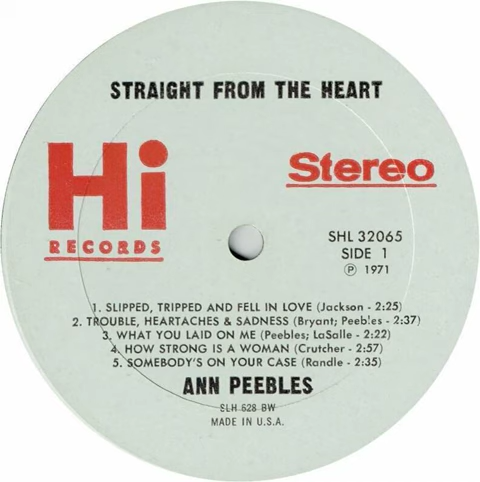 STRAIGHT FROM THE HEART
Hi
RECORDS
Stereo
SHL 32065
SIDE 1
℗ 1971
1. SLIPPED, TRIPPED AND FELL IN LOVE (Jackson - 2:25)
2. TROUBLE, HEARTACHES & SADNESS (Bryant; Peebles - 2:37)
3. WHAT YOU LAID ON ME (Peebles; LaSalle - 2:22)
4. HOW STRONG IS A WOMAN (Crutcher - 2:57)
5. SOMEBODY'S ON YOUR CASE (Randle - 2:35)
ANN PEEBLES
SLH 628 BW
MADE IN U.S.A.